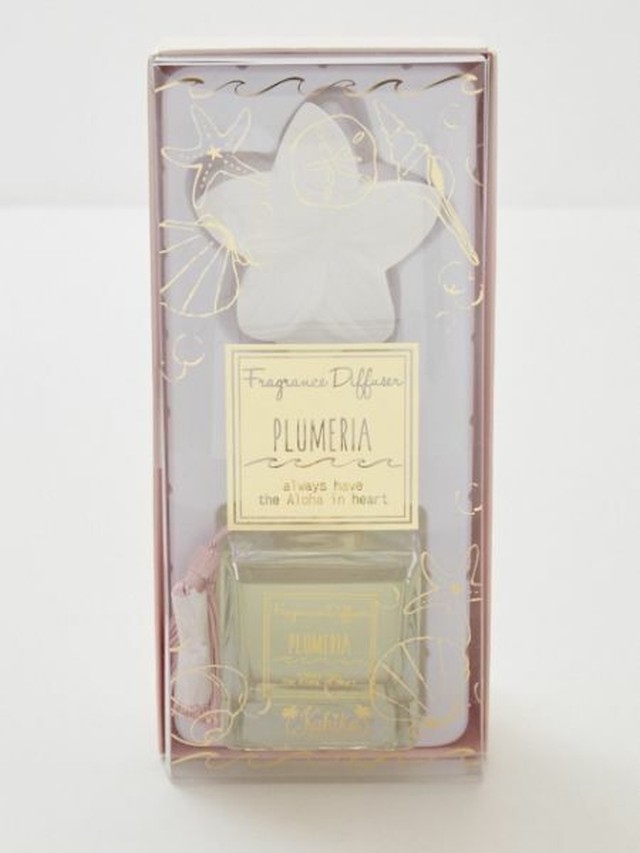 Fragrance Diffuser
PLUMERIA
always have
the Aloha in heart
Fragrance Diffuser
PLUMERIA